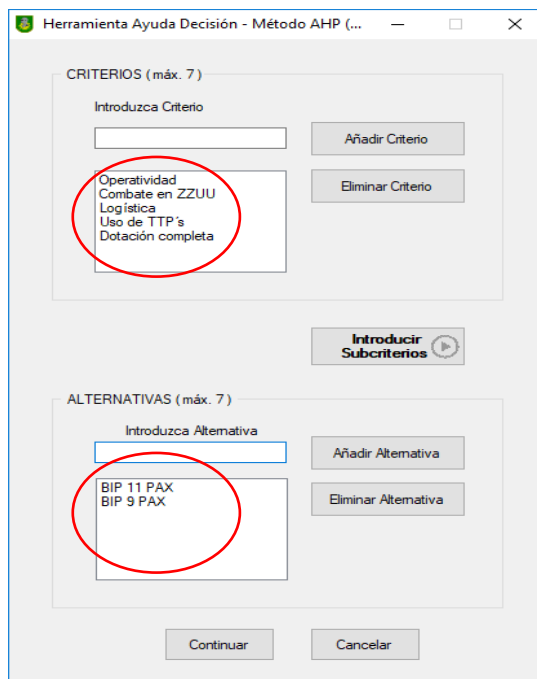 Herramienta Ayuda Decisión - Método AHP (...
CRITERIOS (máx. 7)
Introduzca Criterio
Añadir Criterio
Operatividad
Combate en ZZUU
Logística
Uso de TTP´s
Dotación completa
Eliminar Criterio
Introducir
Subcriterios
ALTERNATIVAS (máx. 7)
Introduzca Alternativa
Añadir Alternativa
BIP 11 PAX
BIP 9 PAX
Eliminar Alternativa
Continuar
Cancelar